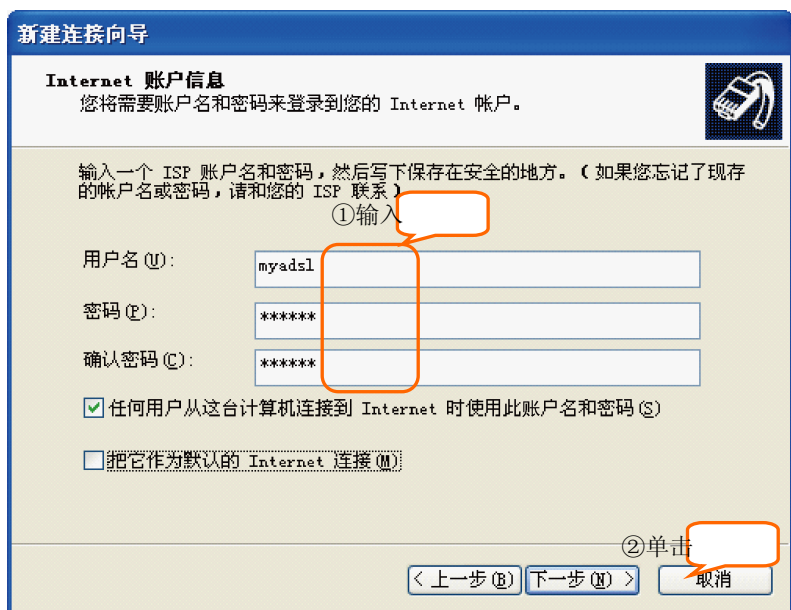 新建连接向导
Internet 账户信息
您将需要账户名和密码来登录到您的 Internet 帐户。
输入一个 ISP 账户名和密码，然后写下保存在安全的地方。(如果您忘记了现存
的帐户名或密码，请和您的 ISP 联系)
①输入
用户名(U):
myadsl
密码(P):
******
确认密码(C):
******
任何用户从这台计算机连接到 Internet 时使用此账户名和密码(S)
把它作为默认的 Internet 连接(M)
②单击
< 上一步(B)
下一步(N) >
取消